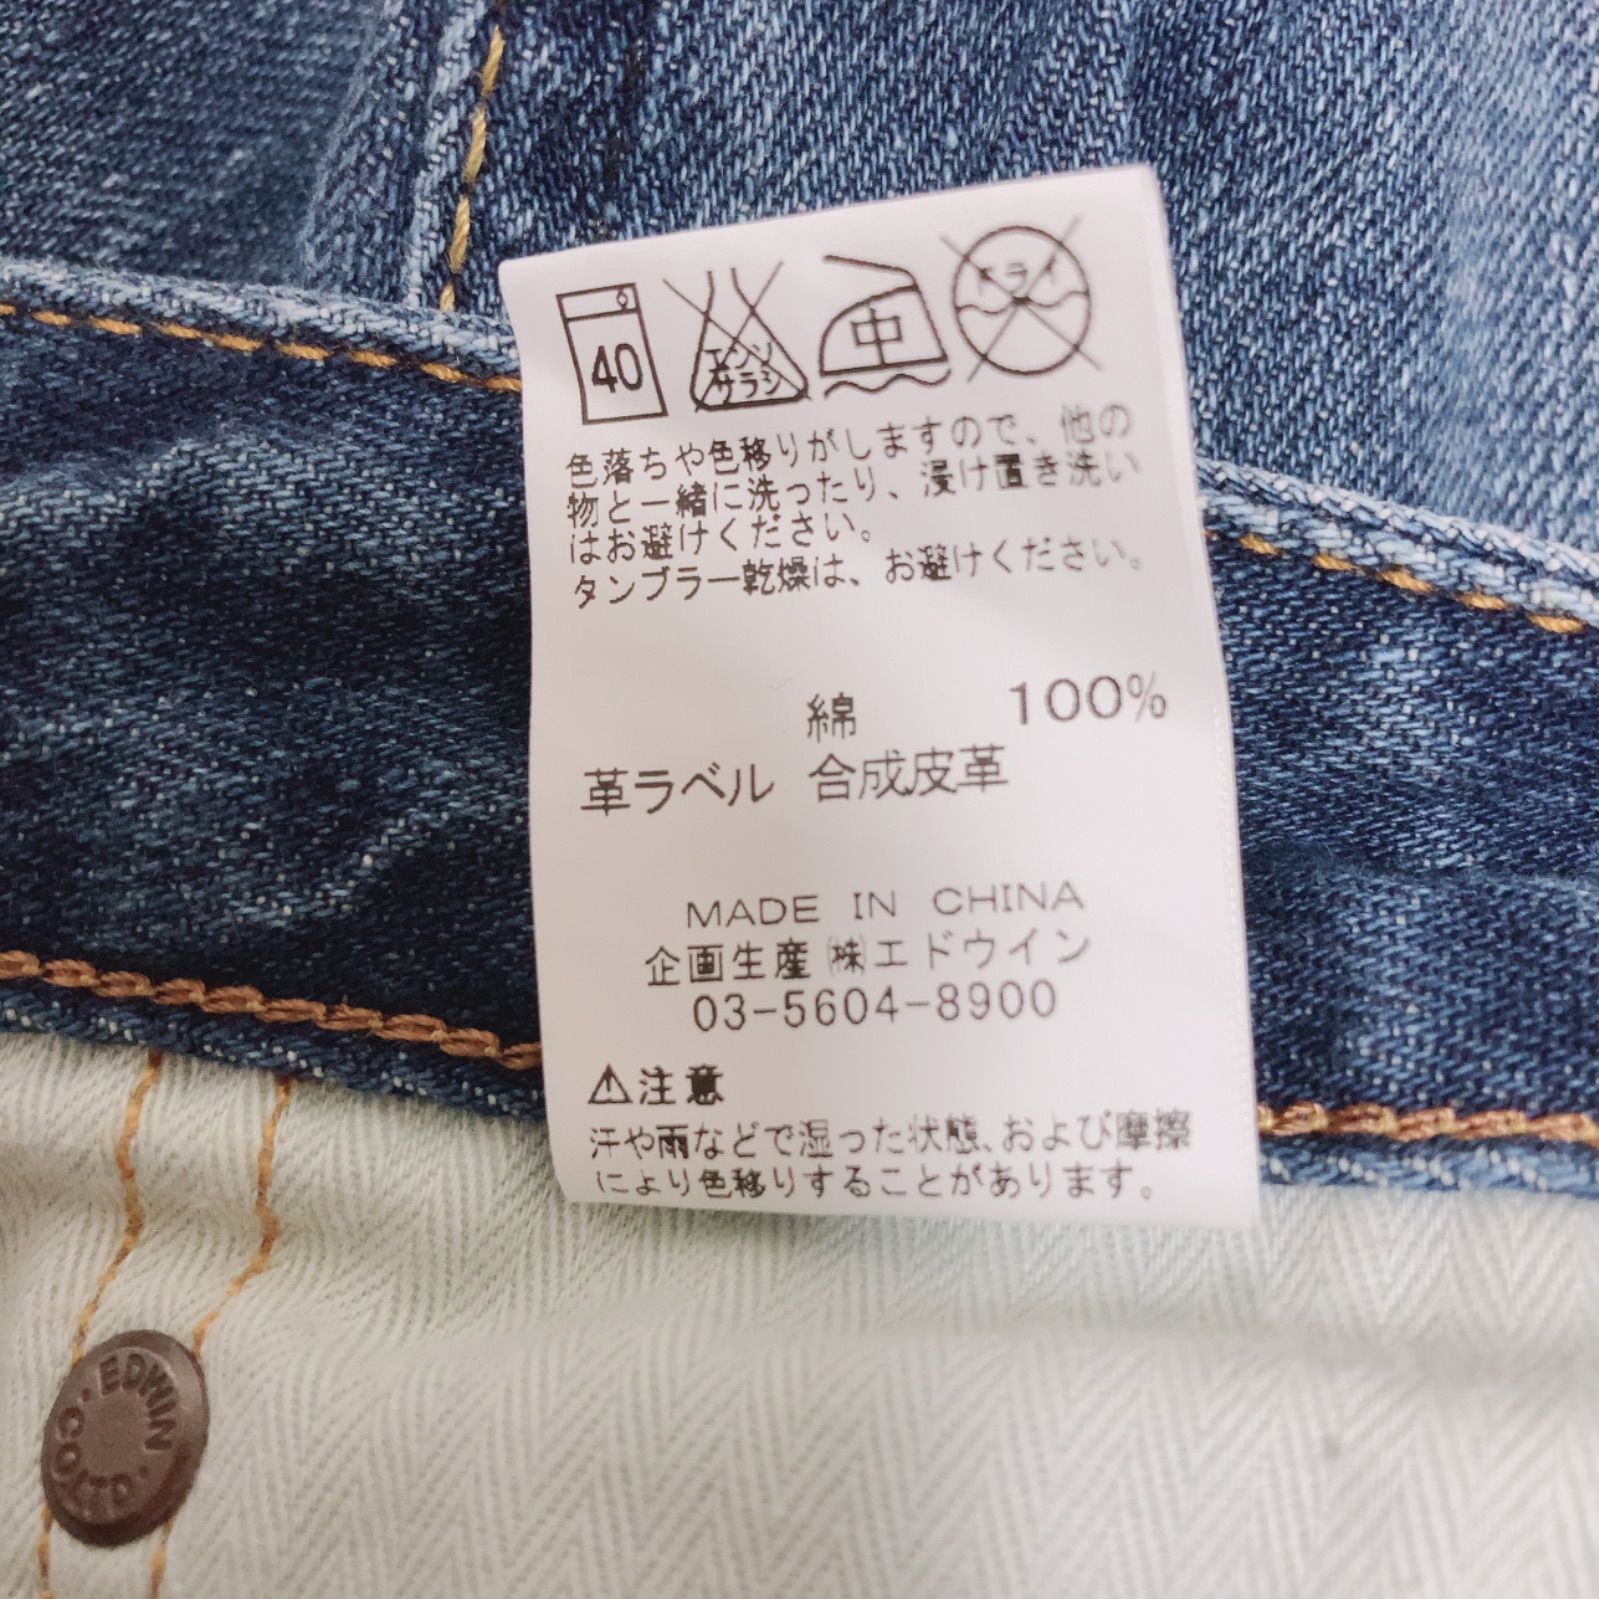 40
エンソ
サラシ
中
ドライ
色落ちや色移りがしますので、他の
物と一緒に洗ったり、浸け置き洗い
はお避けください。
タンブラー乾燥は、お避けください。
綿 100%
革ラベル 合成皮革
MADE IN CHINA
企画生産㈱エドウイン
03-5604-8900
⚠注意
汗や雨などで湿った状態、および摩擦
により色移りすることがあります。
EDWIN
CO.LTD.